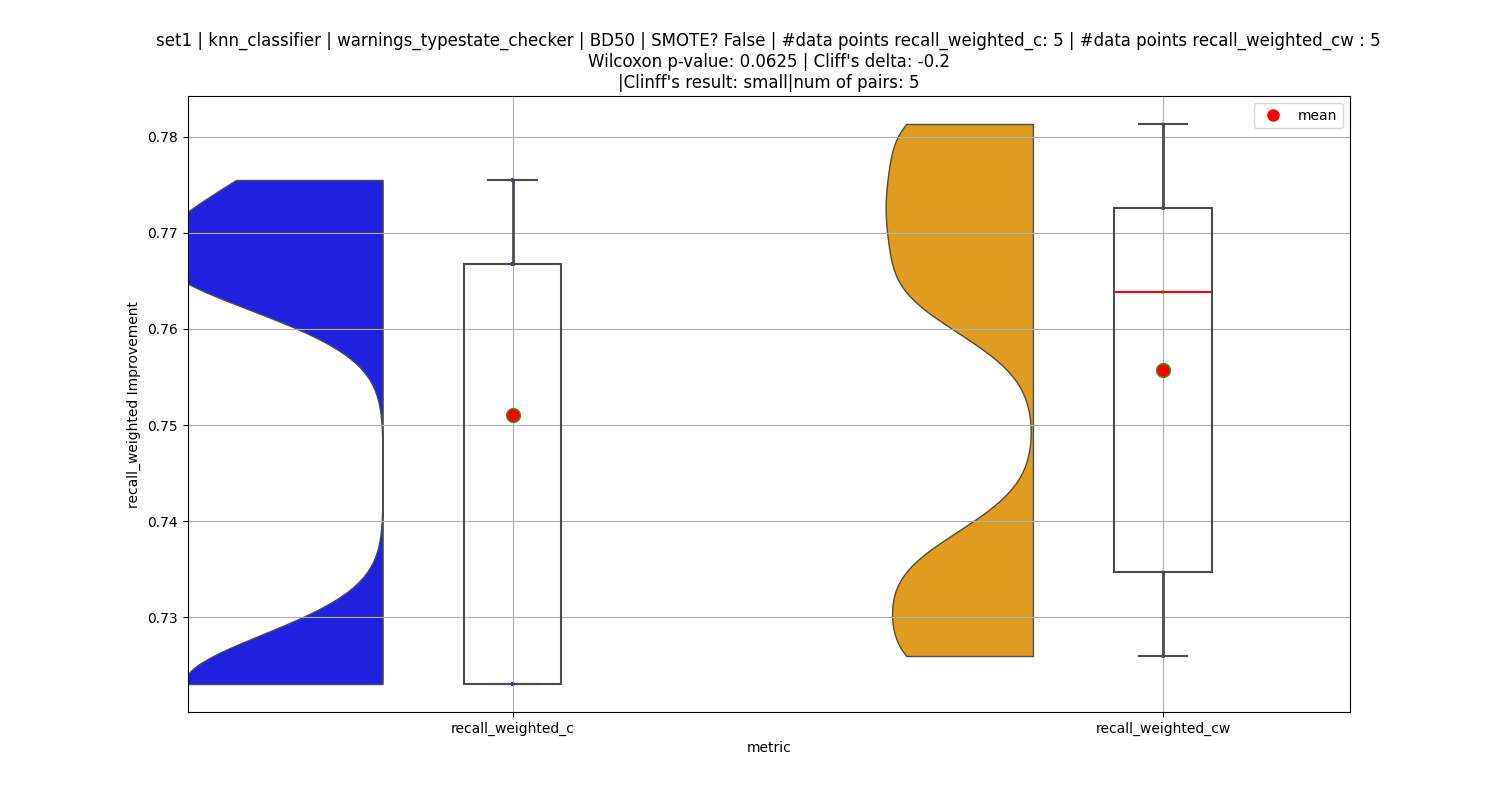 set1 | knn_classifier | warnings_typestate_checker | BD50 | SMOTE? False | #data points recall_weighted_c: 5 | #data points recall_weighted_cw : 5
Wilcoxon p-value: 0.0625 | Cliff's delta: -0.2
|Clinff's result: small|num of pairs: 5
mean
0.78
0.77
0.76
0.75
0.74
0.73
recall_weighted Improvement
recall_weighted_c
recall_weighted_cw
metric